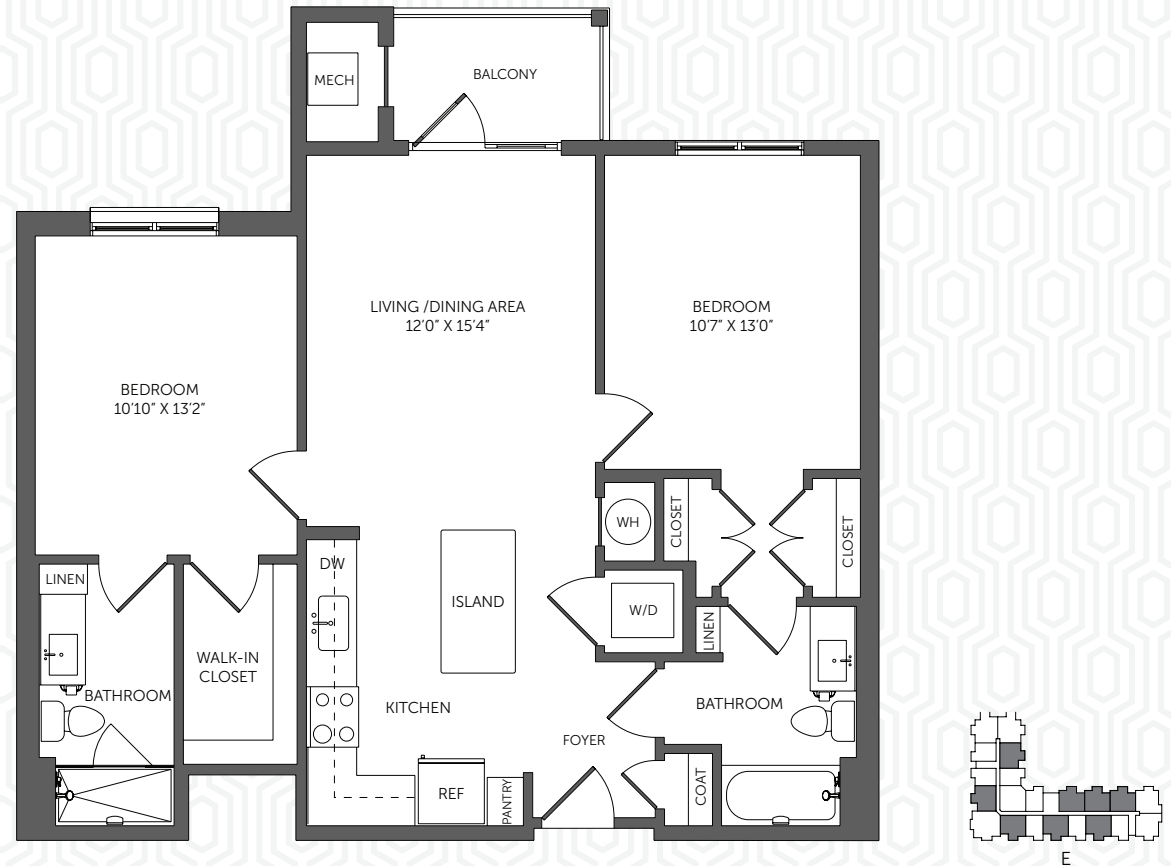 MECH
BALCONY
LIVING /DINING AREA
12'0" X 15'4"
BEDROOM
10'7" X 13'0"
BEDROOM
10'10" X 13'2"
WH
CLOSET
CLOSET
LINEN
DW
ISLAND
W/D
LINEN
WALK-IN
CLOSET
BATHROOM
KITCHEN
BATHROOM
FOYER
REF
PANTRY
COAT
E